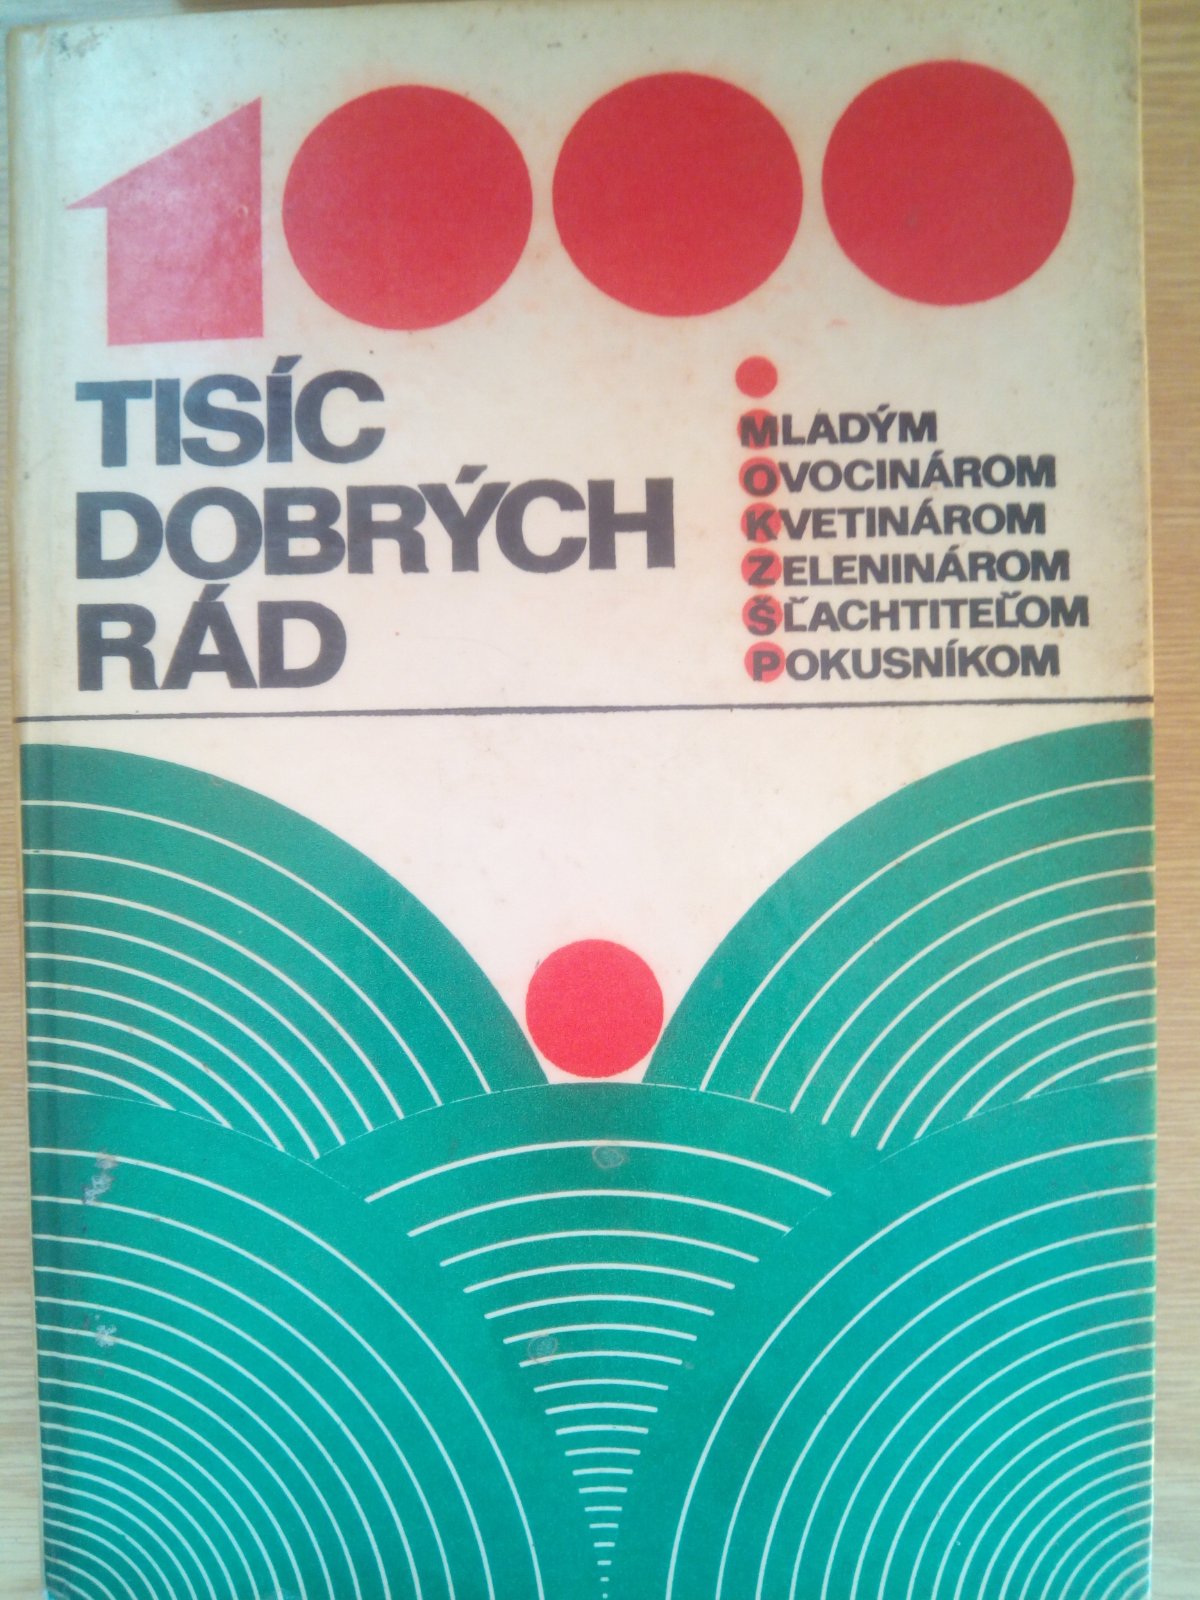 1000
TISÍC
DOBRÝCH
RÁD
MLADÝM
OVOCINÁROM
KVETINÁROM
ZELENINÁROM
ŠĽACHTITEĽOM
POKUSNÍKOM